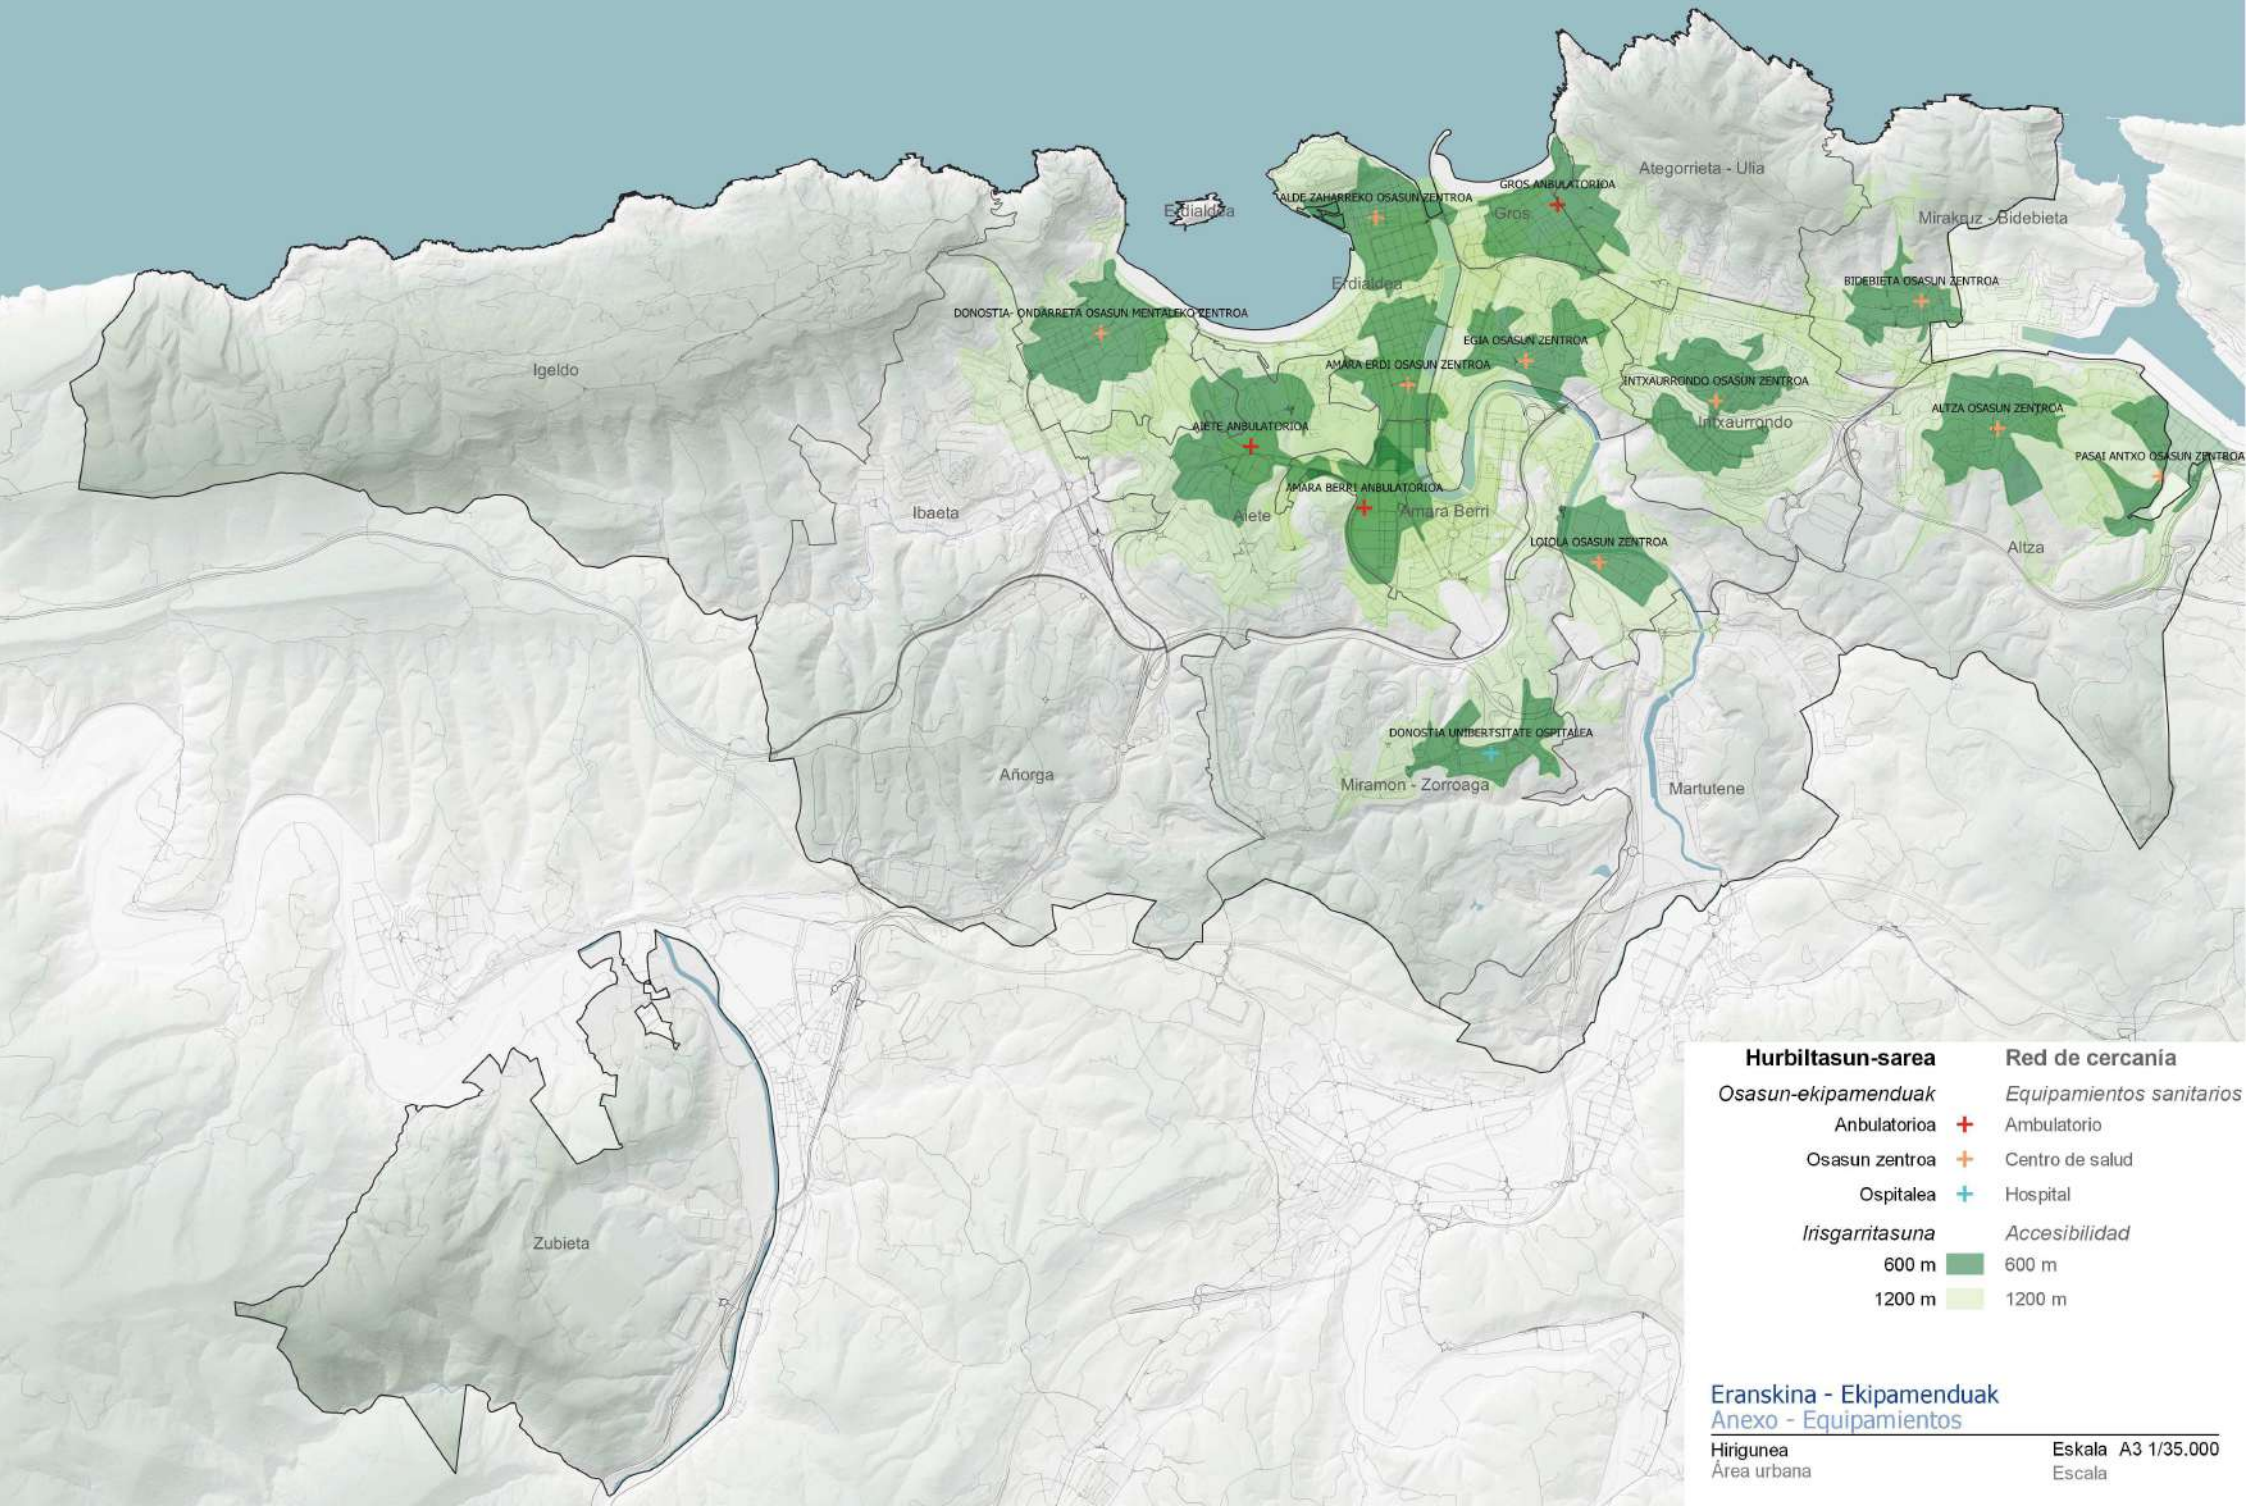 Ategorrieta - Ulia
GROS ANBULATORIOA
ALDE ZAHARREKO OSASUN ZENTROA
Erdialdea
Gros
Mirakruz - Bidebieta
BIDEBIETA OSASUN ZENTROA
Erdialdea
DONOSTIA- ONDARRETA OSASUN MENTALEKO ZENTROA
EGIA OSASUN ZENTROA
AMARA ERDI OSASUN ZENTROA
Igeldo
INTXAURRONDO OSASUN ZENTROA
ALTZA OSASUN ZENTROA
Intxaurrondo
AIETE ANBULATORIOA
PASAI ANTXO OSASUN ZENTROA
AMARA BERRI ANBULATORIOA
Ibaeta
Aiete
Amara Berri
LOIOLA OSASUN ZENTROA
Altza
DONOSTIA UNIBERTSITATE OSPITALEA
Añorga
Miramon - Zorroaga
Martutene
Zubieta
Hurbiltasun-sarea Red de cercanía
Osasun-ekipamenduak Equipamientos sanitarios
Anbulatorioa Ambulatorio
Osasun zentroa Centro de salud
Ospitalea Hospital
Irisgarritasuna Accesibilidad
600 m 600 m
1200 m 1200 m
Eranskina - Ekipamenduak
Anexo - Equipamientos
Hirigunea Eskala A3 1/35.000
Área urbana Escala